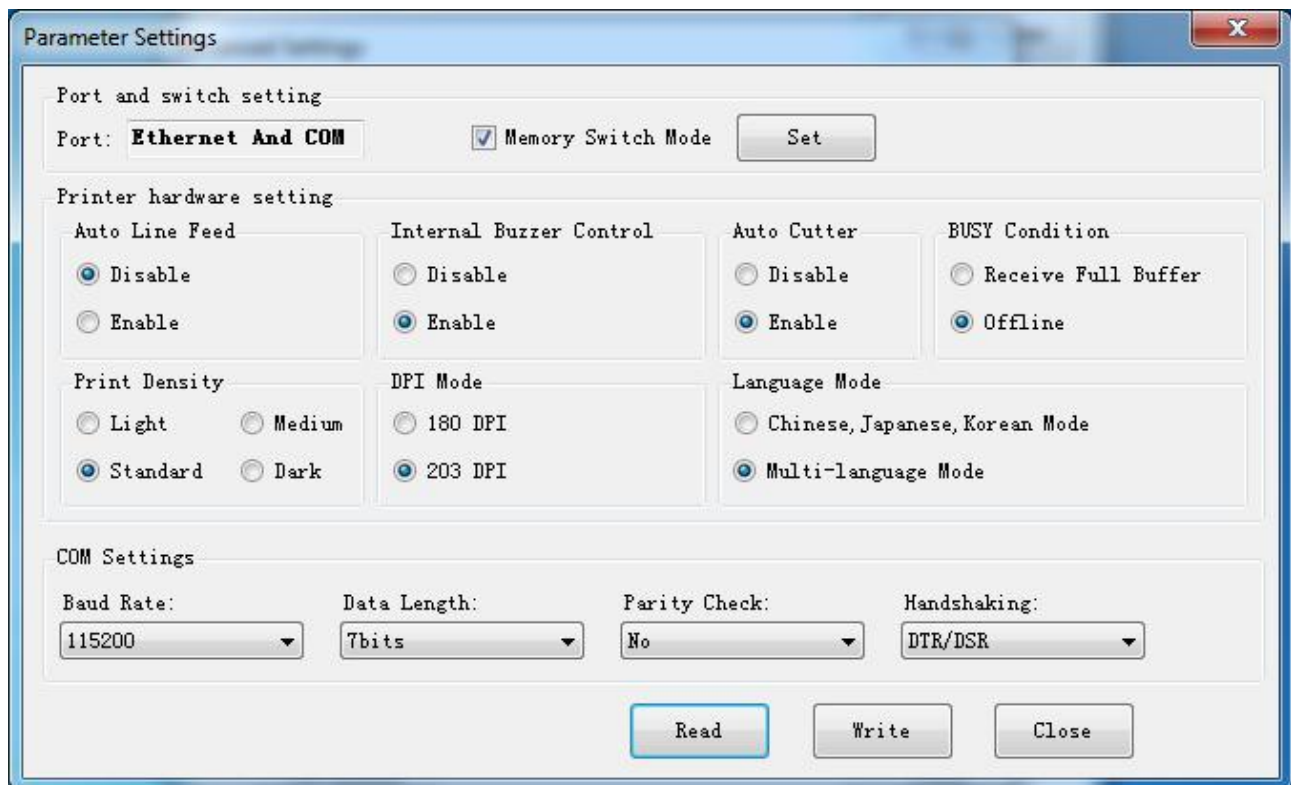 Parameter Settings
Port and switch setting
Port: Ethernet And COM Memory Switch Mode Set
Printer hardware setting
Auto Line Feed Internal Buzzer Control Auto Cutter BUSY Condition
Disable Disable Disable Receive Full Buffer
Enable Enable Enable Offline
Print Density DPI Mode Language Mode
Light Medium 180 DPI Chinese, Japanese, Korean Mode
Standard Dark 203 DPI Multi-language Mode
COM Settings
Baud Rate: Data Length: Parity Check: Handshaking:
115200 7bits No DTR/DSR
Read Write Close